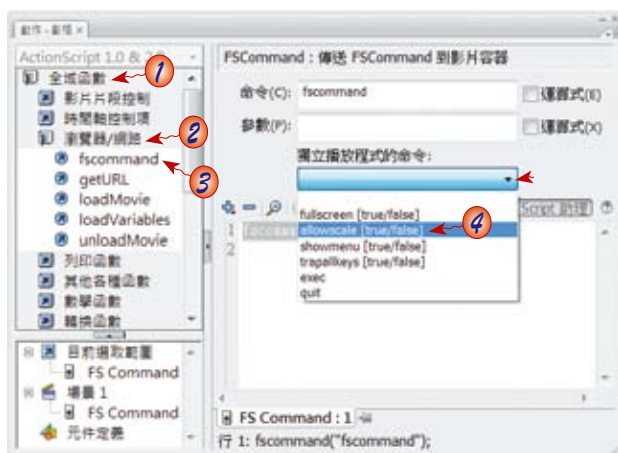 動作 - 影格 ×
ActionScript 1.0 & 2.0
全域函數
1
影片片段控制
時間軸控制項
瀏覽器/網路
2
fscommand
3
getURL
loadMovie
loadVariables
unloadMovie
列印函數
其他各種函數
數學函數
轉換函數
目前選取範圍
FS Command
場景 1
FS Command
元件定義
FSCommand : 傳送 FSCommand 到影片容器
命令(C): fscommand
運算式(E)
參數(P):
運算式(X)
獨立播放程式的命令:
Script 助理
fullscreen [true/false]
1
allowscale [true/false]
4
2
showmenu [true/false]
trapallkeys [true/false]
exec
quit
FS Command : 1
行 1: fscommand("fscommand");